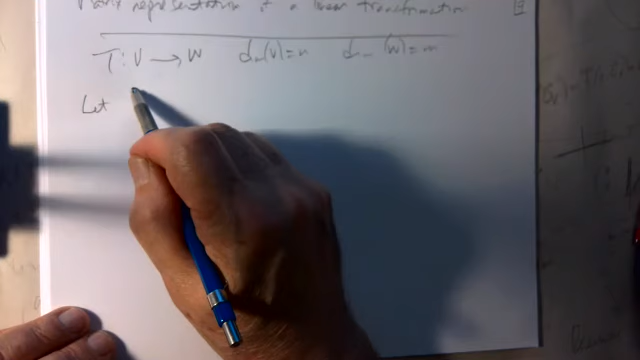 Matrix representation of a linear transformation
T: V → W dim(V) = n dim(W) = m
Let